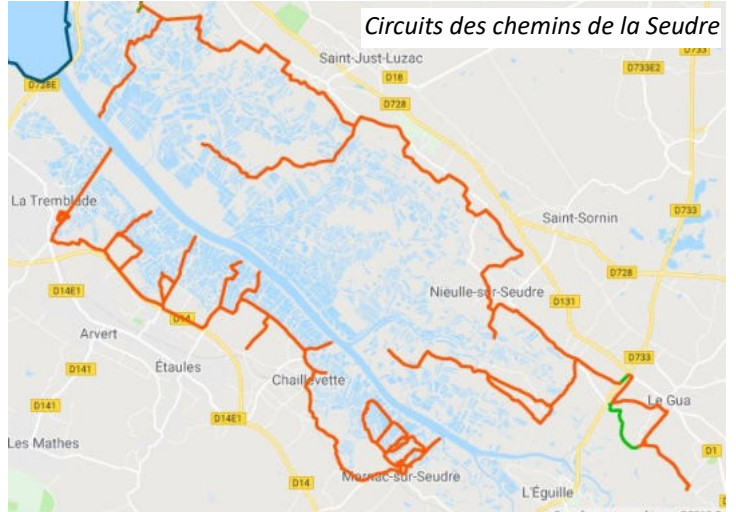 Circuits des chemins de la Seudre
Saint-Just-Luzac
D733
D733E2
D18
D728E
D728
La Tremblade
D733
Saint-Sornin
D728
D14E1
Nieulle-sur-Seudre
D131
D14
Arvert
D733
Étaules
D141
Chaillevette
Le Gua
D141
D14E1
Les Mathes
D1
Mornac-sur-Seudre
D14
L'Éguille